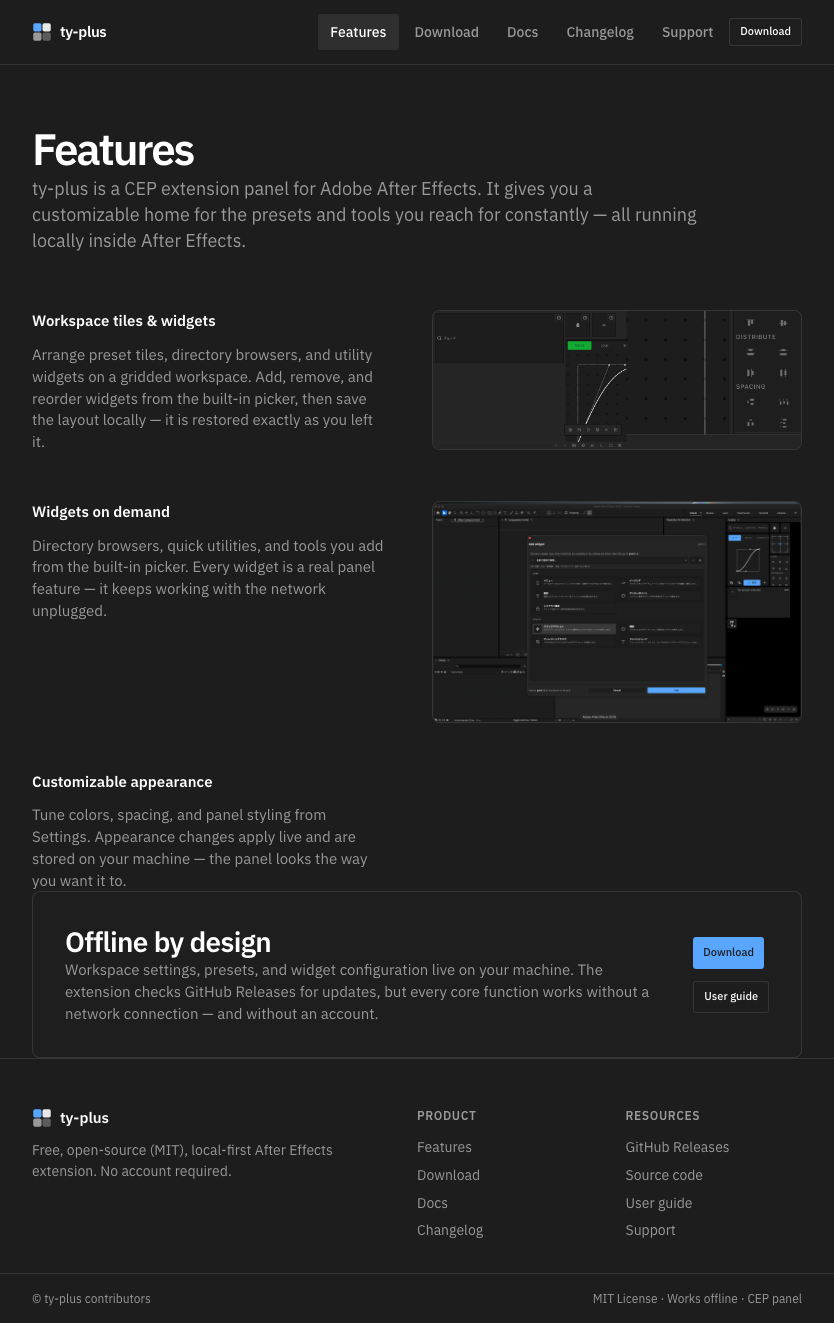 ty-plus
Features
Download
Docs
Changelog
Support
Download
Features
ty-plus is a CEP extension panel for Adobe After Effects. It gives you a
customizable home for the presets and tools you reach for constantly — all running
locally inside After Effects.
Workspace tiles & widgets
Arrange preset tiles, directory browsers, and utility
widgets on a gridded workspace. Add, remove, and
reorder widgets from the built-in picker, then save
the layout locally — it is restored exactly as you left
it.
DISTRIBUTE
SPACING
Widgets on demand
Directory browsers, quick utilities, and tools you add
from the built-in picker. Every widget is a real panel
feature — it keeps working with the network
unplugged.
Customizable appearance
Tune colors, spacing, and panel styling from
Settings. Appearance changes apply live and are
stored on your machine — the panel looks the way
you want it to.
Offline by design
Workspace settings, presets, and widget configuration live on your machine. The
extension checks GitHub Releases for updates, but every core function works without a
network connection — and without an account.
Download
User guide
ty-plus
Free, open-source (MIT), local-first After Effects
extension. No account required.
PRODUCT
Features
Download
Docs
Changelog
RESOURCES
GitHub Releases
Source code
User guide
Support
© ty-plus contributors
MIT License · Works offline · CEP panel